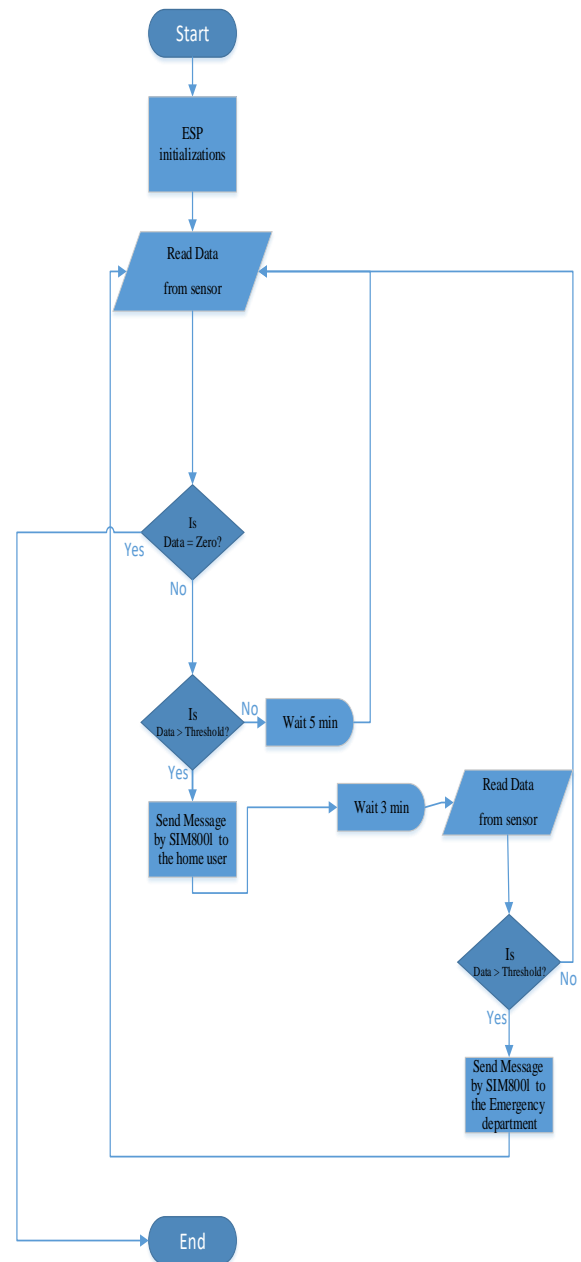 Start
ESP
initializations
Read Data
from sensor
Is
Data = Zero?
Yes
No
Is
Data > Threshold?
No
Wait 5 min
Yes
Send Message
by SIM800l to
the home user
Wait 3 min
Read Data
from sensor
Is
Data > Threshold?
No
Yes
Send Message
by SIM800l to
the Emergency
department
End